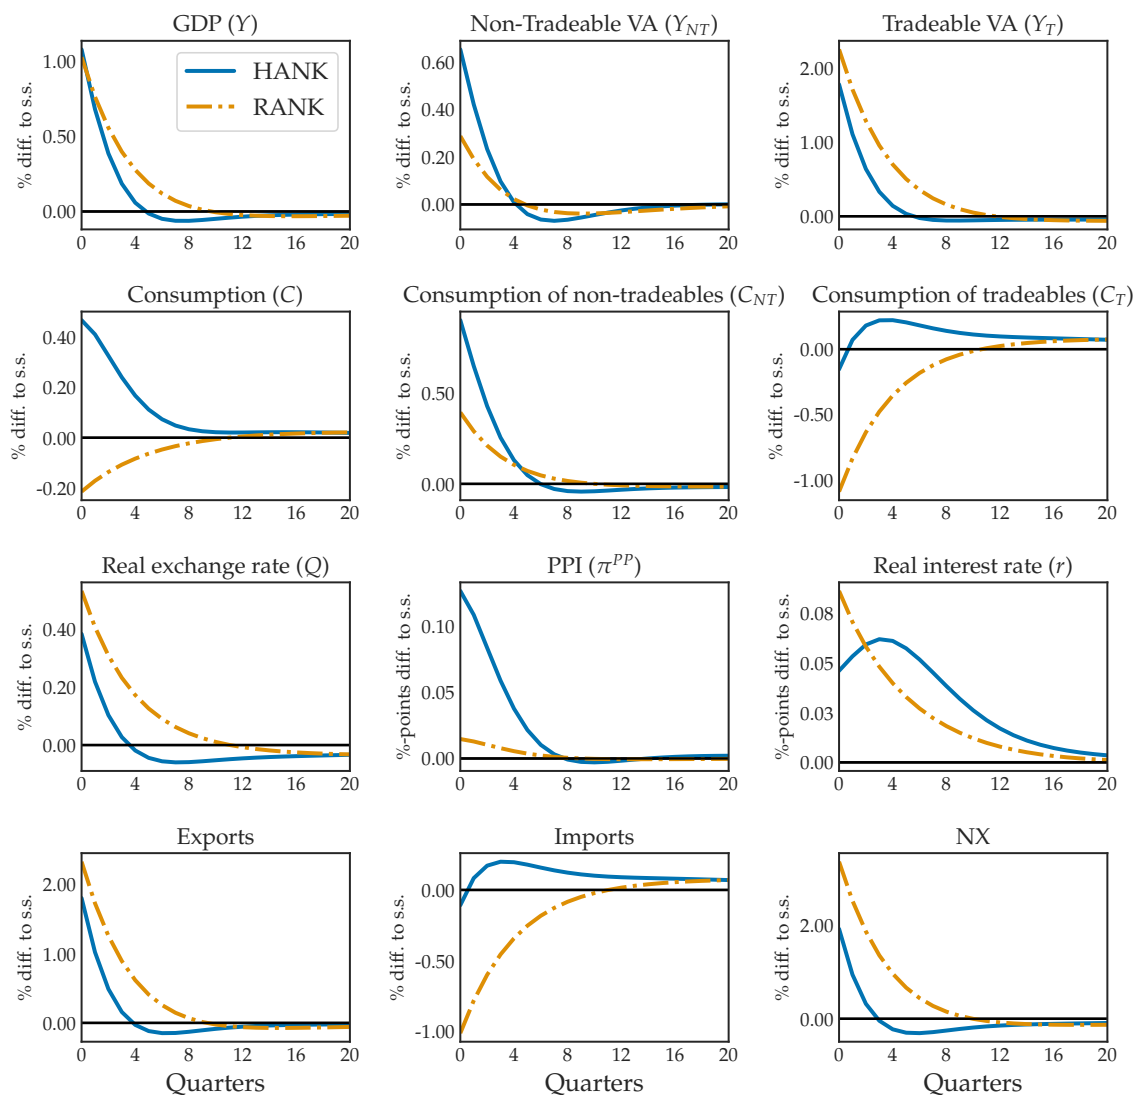 GDP (Y)
% diff. to s.s.
1.00
0.50
0.00
0 4 8 12 16 20
HANK
RANK
Non-Tradeable VA (Y_NT)
% diff. to s.s.
0.60
0.40
0.20
0.00
0 4 8 12 16 20
Tradeable VA (Y_T)
% diff. to s.s.
2.00
1.00
0.00
0 4 8 12 16 20
Consumption (C)
% diff. to s.s.
0.40
0.20
0.00
-0.20
0 4 8 12 16 20
Consumption of non-tradeables (C_NT)
% diff. to s.s.
0.50
0.00
0 4 8 12 16 20
Consumption of tradeables (C_T)
% diff. to s.s.
0.00
-0.50
-1.00
0 4 8 12 16 20
Real exchange rate (Q)
% diff. to s.s.
0.40
0.20
0.00
0 4 8 12 16 20
PPI (π^PP)
%-points diff. to s.s.
0.10
0.05
0.00
0 4 8 12 16 20
Real interest rate (r)
%-points diff. to s.s.
0.08
0.05
0.03
0.00
0 4 8 12 16 20
Exports
% diff. to s.s.
2.00
1.00
0.00
0 4 8 12 16 20
Quarters
Imports
% diff. to s.s.
0.00
-0.50
-1.00
0 4 8 12 16 20
Quarters
NX
% diff. to s.s.
2.00
0.00
0 4 8 12 16 20
Quarters